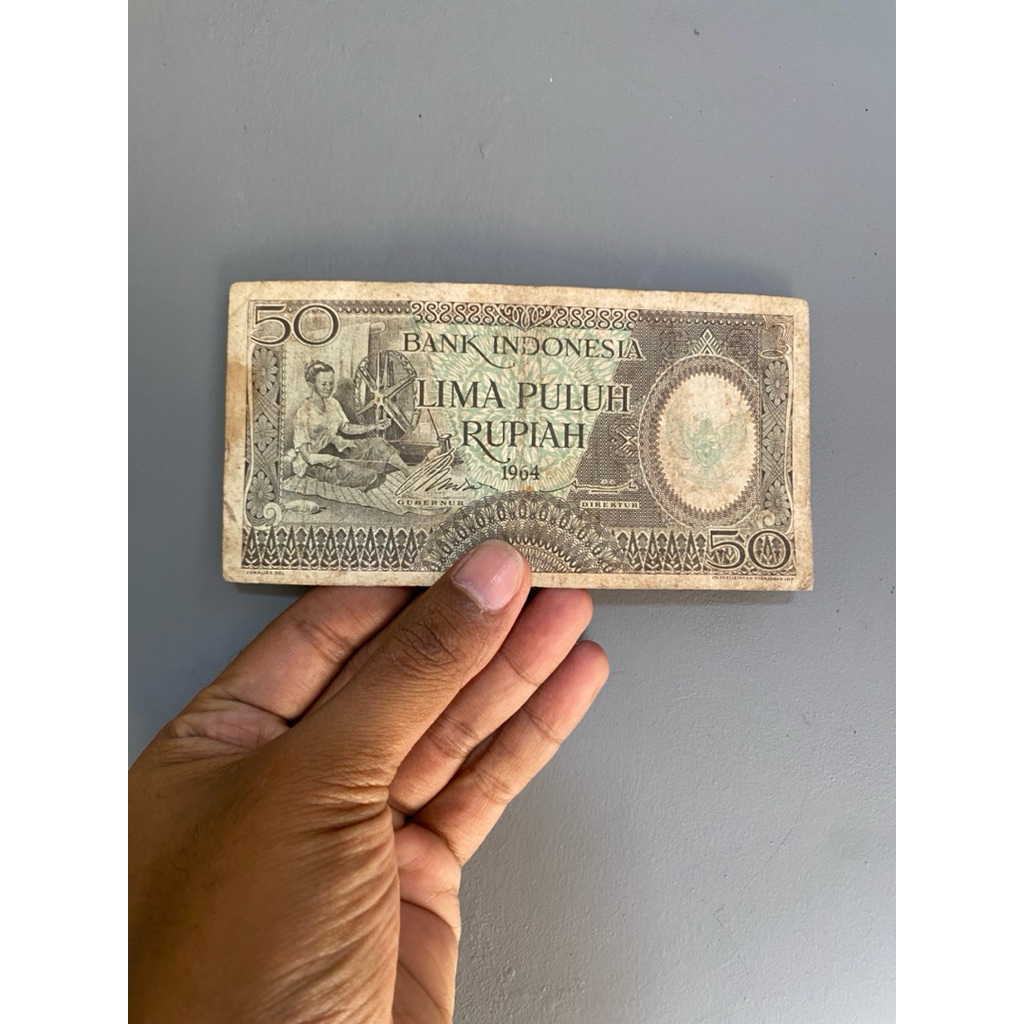 50
BANK INDONESIA
LIMA PULUH
RUPIAH
1964
GUBERNUR DIREKTUR
50